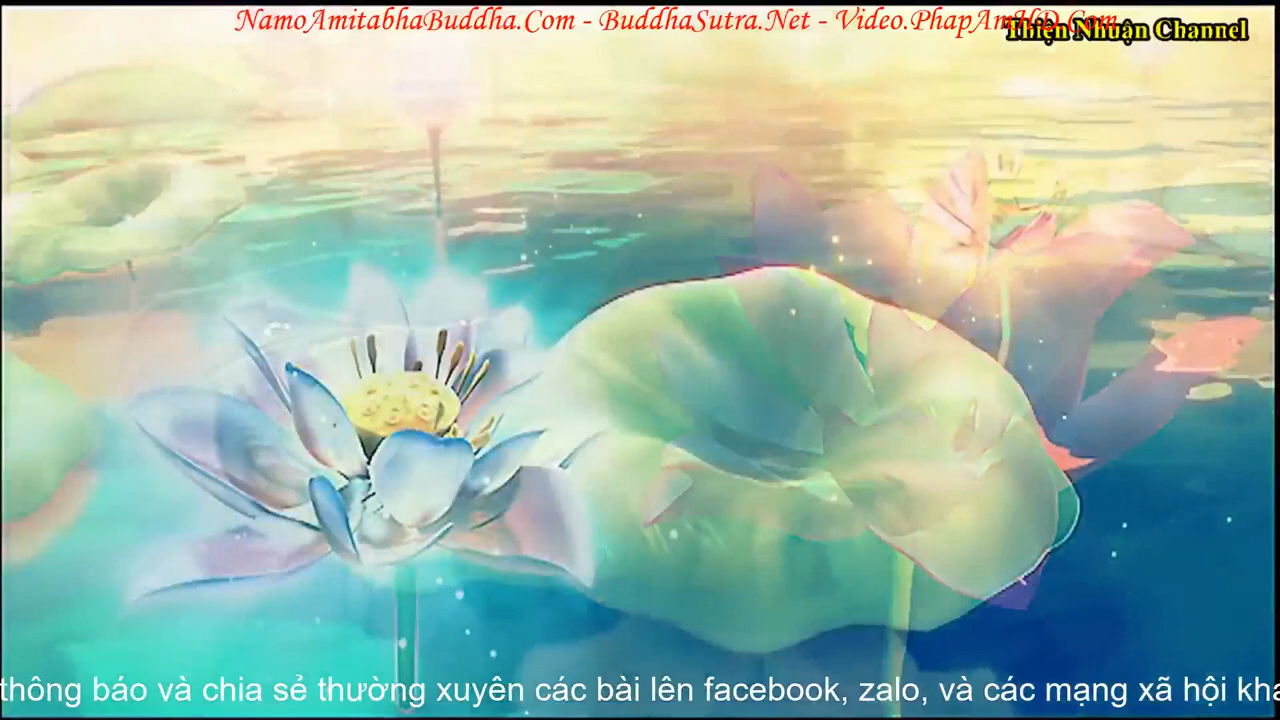 NamoAmitabhaBuddha.Com - BuddhaSutra.Net - Video.PhapAmHD.Com
Thiện Nhuận Channel
thông báo và chia sẻ thường xuyên các bài lên facebook, zalo, và các mạng xã hội